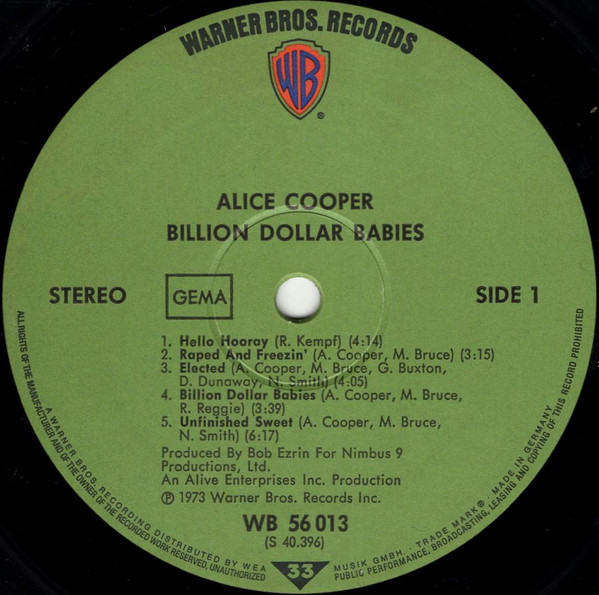 WARNER BROS. RECORDS
WB
®
ALICE COOPER
BILLION DOLLAR BABIES
STEREO
GEMA
SIDE 1
1. Hello Hooray (R. Kempf) (4:14)
2. Raped And Freezin' (A. Cooper, M. Bruce) (3:15)
3. Elected (A. Cooper, M. Bruce, G. Buxton,
D. Dunaway, N. Smith) (4:05)
4. Billion Dollar Babies (A. Cooper, M. Bruce,
R. Reggie) (3:39)
5. Unfinished Sweet (A. Cooper, M. Bruce,
N. Smith) (6:17)
Produced By Bob Ezrin For Nimbus 9
Productions, Ltd.
An Alive Enterprises Inc. Production
℗ 1973 Warner Bros. Records Inc.
WB 56 013
(S 40.396)
33
A WARNER BROS. RECORDING DISTRIBUTED BY WEA MUSIK GMBH. · TRADE MARK ® · MADE IN GERMANY
ALL RIGHTS OF THE MANUFACTURER AND OF THE OWNER OF THE RECORDED WORK RESERVED, UNAUTHORIZED PUBLIC PERFORMANCE, BROADCASTING, LEASING AND COPYING OF THIS RECORD PROHIBITED